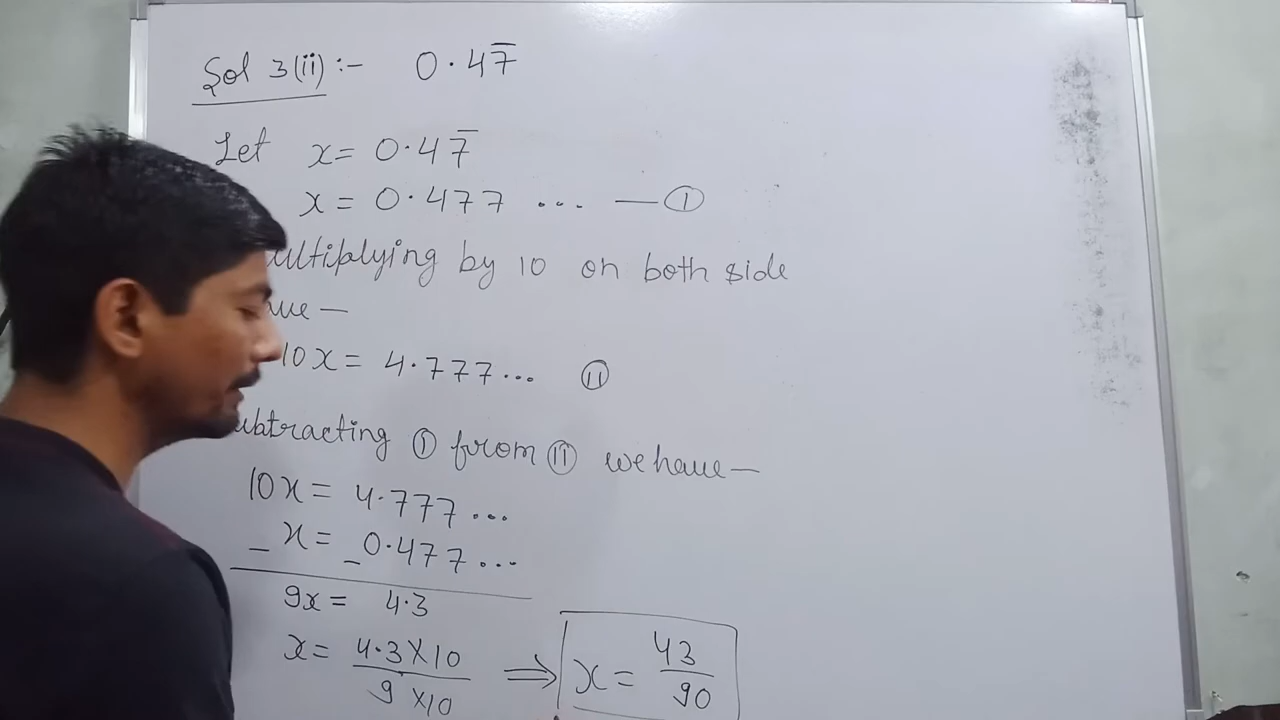 Sol 3(ii) :- 0.47̅
Let x = 0.47̅
x = 0.477 ... — ①
ultiplying by 10 on both side
ave —
10x = 4.777... ⑪
ubtracting ① from ⑪ we have —
10x = 4.777...
_ x = _0.477...
9x = 4.3
x = 4.3×10 / 9×10 ⟹ x = 43/90